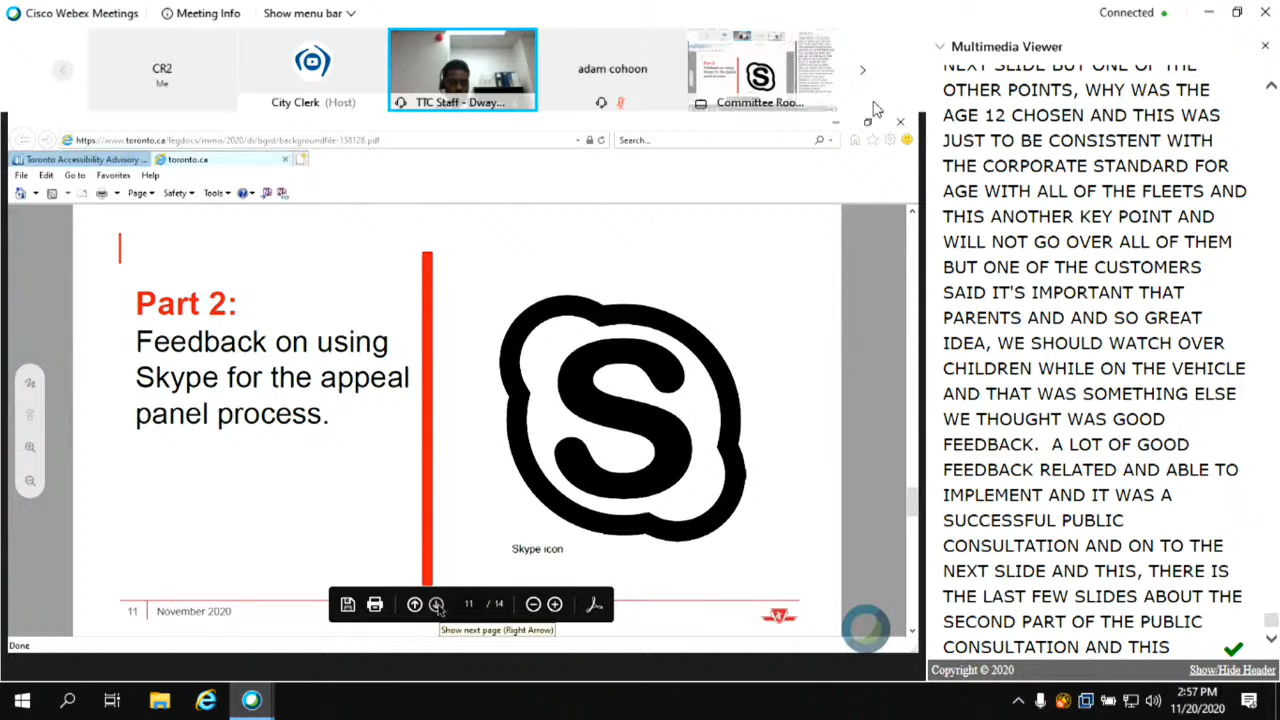 Cisco Webex Meetings
Meeting Info
Show menu bar
Connected
CR2
Me
City Clerk (Host)
TTC Staff - Dway...
adam cohoon
Committee Roo...
Multimedia Viewer
https://www.toronto.ca/legdocs/mmis/2020/di/bgrd/backgroundfile-158128.pdf
Search...
Toronto Accessibility Advisory ...
toronto.ca
File Edit Go to Favorites Help
Page Safety Tools
Part 2:
Feedback on using
Skype for the appeal
panel process.
S
Skype icon
11 November 2020
11 / 14
Show next page (Right Arrow)
Done
NEXT SLIDE BUT ONE OF THE
OTHER POINTS, WHY WAS THE
AGE 12 CHOSEN AND THIS WAS
JUST TO BE CONSISTENT WITH
THE CORPORATE STANDARD FOR
AGE WITH ALL OF THE FLEETS AND
THIS ANOTHER KEY POINT AND
WILL NOT GO OVER ALL OF THEM
BUT ONE OF THE CUSTOMERS
SAID IT'S IMPORTANT THAT
PARENTS AND AND SO GREAT
IDEA, WE SHOULD WATCH OVER
CHILDREN WHILE ON THE VEHICLE
AND THAT WAS SOMETHING ELSE
WE THOUGHT WAS GOOD
FEEDBACK. A LOT OF GOOD
FEEDBACK RELATED AND ABLE TO
IMPLEMENT AND IT WAS A
SUCCESSFUL PUBLIC
CONSULTATION AND ON TO THE
NEXT SLIDE AND THIS, THERE IS
THE LAST FEW SLIDES ABOUT THE
SECOND PART OF THE PUBLIC
CONSULTATION AND THIS
Copyright © 2020
Show/Hide Header
2:57 PM
11/20/2020